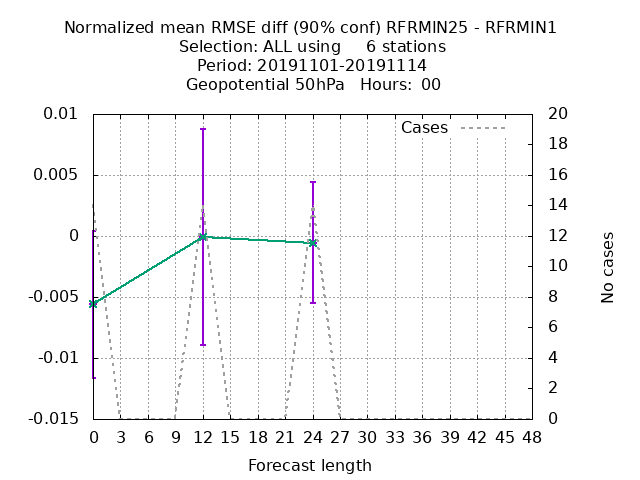 Normalized mean RMSE diff (90% conf) RFRMIN25 - RFRMIN1
Selection: ALL using     6 stations
Period: 20191101-20191114
Geopotential 50hPa   Hours: 00
0.01
0.005
0
-0.005
-0.01
-0.015
Cases
20
18
16
14
12
10
8
6
4
2
0
No cases
0 3 6 9 12 15 18 21 24 27 30 33 36 39 42 45 48
Forecast length